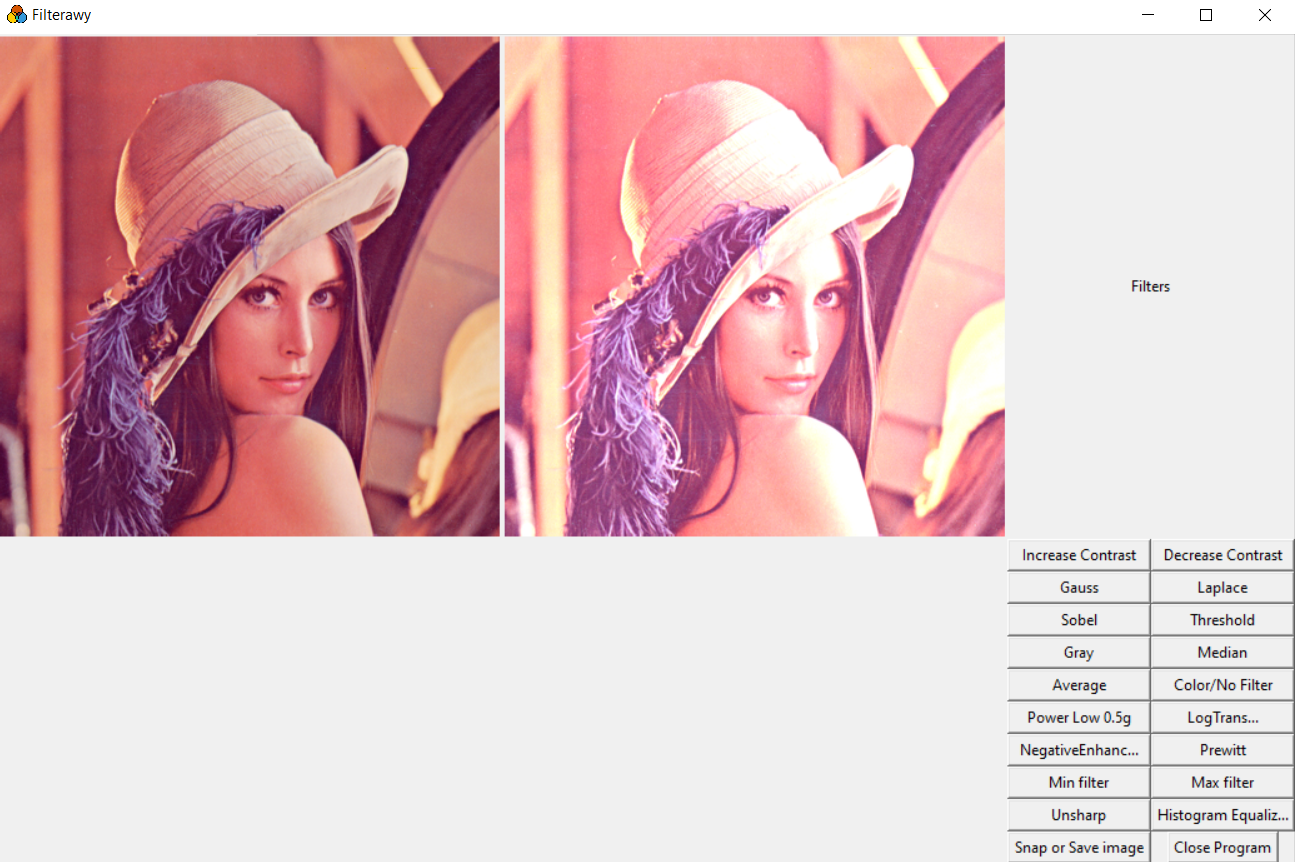 Filterawy
Filters
Increase Contrast Decrease Contrast
Gauss Laplace
Sobel Threshold
Gray Median
Average Color/No Filter
Power Low 0.5g LogTrans...
NegativeEnhanc... Prewitt
Min filter Max filter
Unsharp Histogram Equaliz...
Snap or Save image Close Program